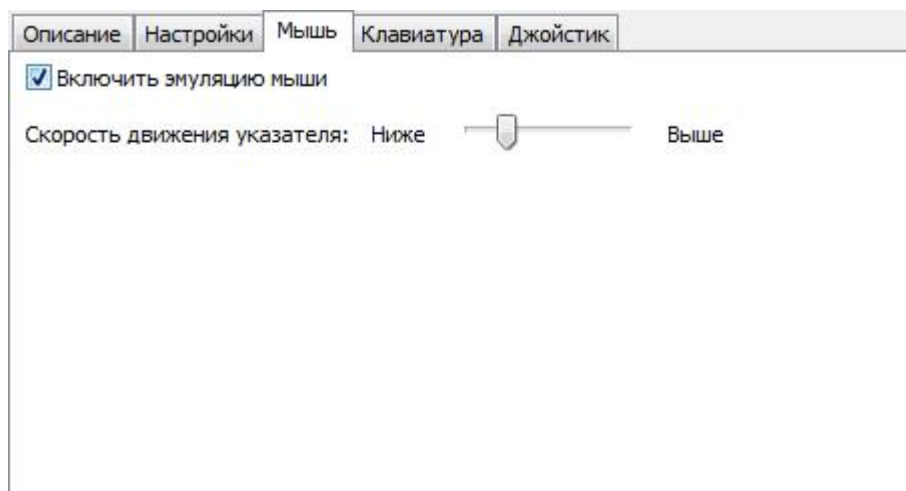 Описание Настройки Мышь Клавиатура Джойстик
Включить эмуляцию мыши
Скорость движения указателя: Ниже Выше